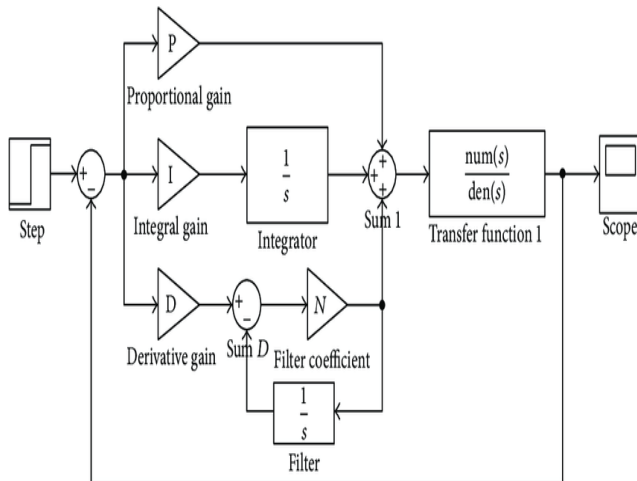 P
Proportional gain
+
−
Step
I
Integral gain
1
s
Integrator
+
+
+
Sum 1
num(s)
den(s)
Transfer function 1
Scope
D
Derivative gain
+
−
Sum D
N
Filter coefficient
1
s
Filter